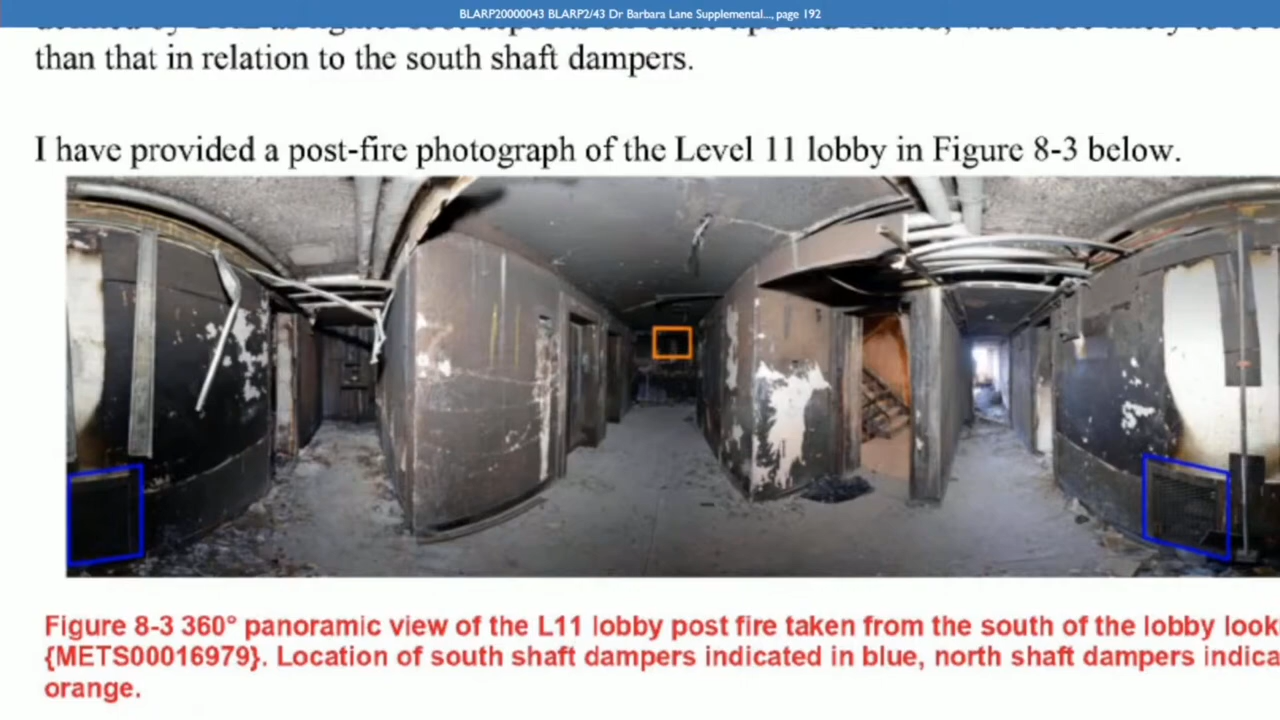 BLARP20000043 BLARP2/43 Dr Barbara Lane Supplemental..., page 192
than that in relation to the south shaft dampers.
I have provided a post-fire photograph of the Level 11 lobby in Figure 8-3 below.
Figure 8-3 360° panoramic view of the L11 lobby post fire taken from the south of the lobby look
{METS00016979}. Location of south shaft dampers indicated in blue, north shaft dampers indica
orange.